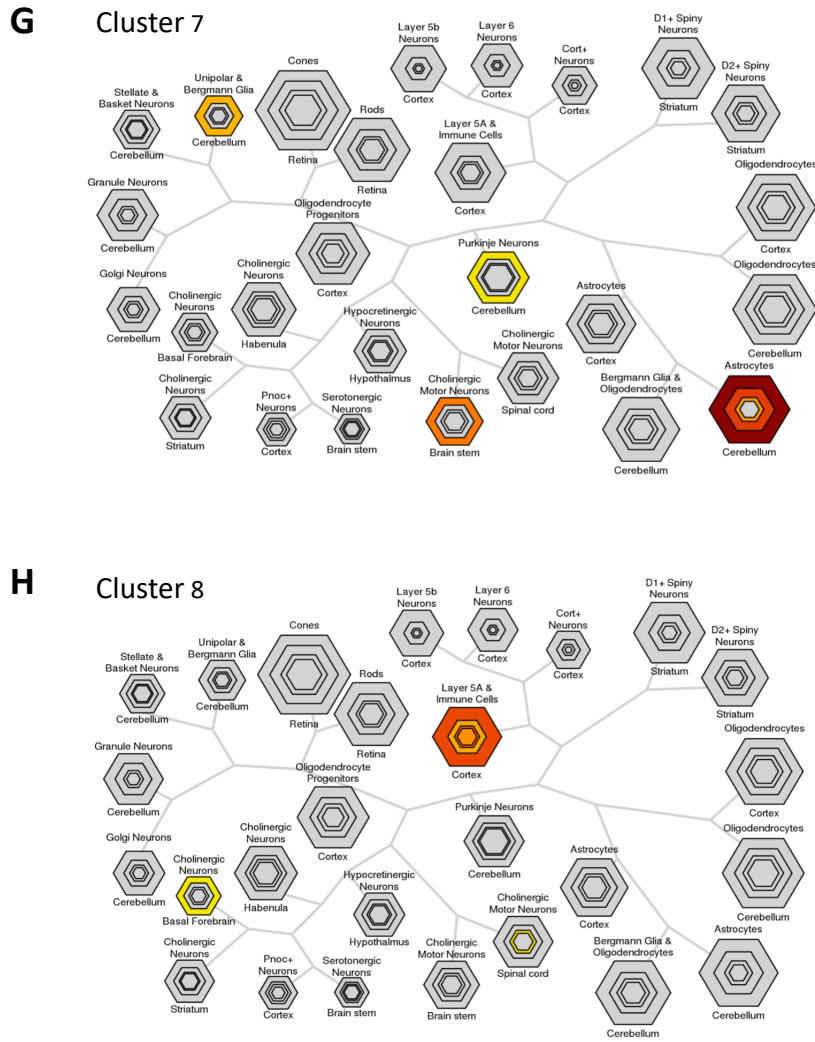 G
Cluster 7
Cones
Retina
Layer 5b
Neurons
Cortex
Layer 6
Neurons
Cortex
Cort+
Neurons
Cortex
D1+ Spiny
Neurons
Striatum
D2+ Spiny
Neurons
Striatum
Stellate &
Basket Neurons
Cerebellum
Unipolar &
Bergmann Glia
Cerebellum
Rods
Retina
Layer 5A &
Immune Cells
Cortex
Oligodendrocytes
Cortex
Granule Neurons
Cerebellum
Oligodendrocyte
Progenitors
Cortex
Purkinje Neurons
Cerebellum
Oligodendrocytes
Cerebellum
Golgi Neurons
Cerebellum
Cholinergic
Neurons
Basal Forebrain
Cholinergic
Neurons
Habenula
Hypocretinergic
Neurons
Hypothalmus
Cholinergic
Motor Neurons
Spinal cord
Astrocytes
Cortex
Cholinergic
Neurons
Striatum
Pnoc+
Neurons
Cortex
Serotonergic
Neurons
Brain stem
Cholinergic
Motor Neurons
Brain stem
Bergmann Glia &
Oligodendrocytes
Cerebellum
Astrocytes
Cerebellum
H
Cluster 8
Cones
Retina
Layer 5b
Neurons
Cortex
Layer 6
Neurons
Cortex
Cort+
Neurons
Cortex
D1+ Spiny
Neurons
Striatum
D2+ Spiny
Neurons
Striatum
Stellate &
Basket Neurons
Cerebellum
Unipolar &
Bergmann Glia
Cerebellum
Rods
Retina
Layer 5A &
Immune Cells
Cortex
Oligodendrocytes
Cortex
Granule Neurons
Cerebellum
Oligodendrocyte
Progenitors
Cortex
Purkinje Neurons
Cerebellum
Oligodendrocytes
Cerebellum
Golgi Neurons
Cerebellum
Cholinergic
Neurons
Basal Forebrain
Cholinergic
Neurons
Habenula
Hypocretinergic
Neurons
Hypothalmus
Cholinergic
Motor Neurons
Spinal cord
Astrocytes
Cortex
Cholinergic
Neurons
Striatum
Pnoc+
Neurons
Cortex
Serotonergic
Neurons
Brain stem
Cholinergic
Motor Neurons
Brain stem
Bergmann Glia &
Oligodendrocytes
Cerebellum
Astrocytes
Cerebellum